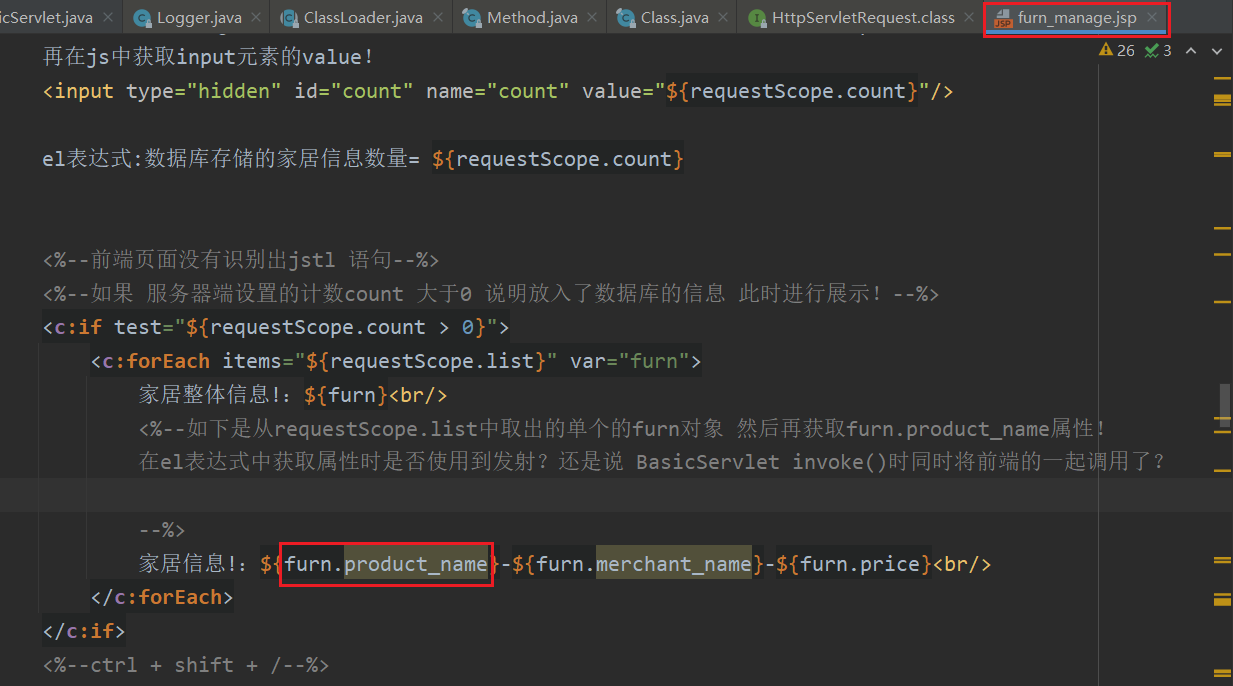 icServlet.java Logger.java ClassLoader.java Method.java Class.java HttpServletRequest.class furn_manage.jsp
26 3
再在js中获取input元素的value！
<input type="hidden" id="count" name="count" value="${requestScope.count}"/>
el表达式:数据库存储的家居信息数量= ${requestScope.count}
<%--前端页面没有识别出jstl 语句--%>
<%--如果 服务器端设置的计数count 大于0 说明放入了数据库的信息 此时进行展示！--%>
<c:if test="${requestScope.count > 0}">
<c:forEach items="${requestScope.list}" var="furn">
家居整体信息!: ${furn}<br/>
<%--如下是从requestScope.list中取出的单个的furn对象 然后再获取furn.product_name属性！
在el表达式中获取属性时是否使用到发射？还是说 BasicServlet invoke()时同时将前端的一起调用了？
--%>
家居信息!: ${furn.product_name}-${furn.merchant_name}-${furn.price}<br/>
</c:forEach>
</c:if>
<%--ctrl + shift + /--%>